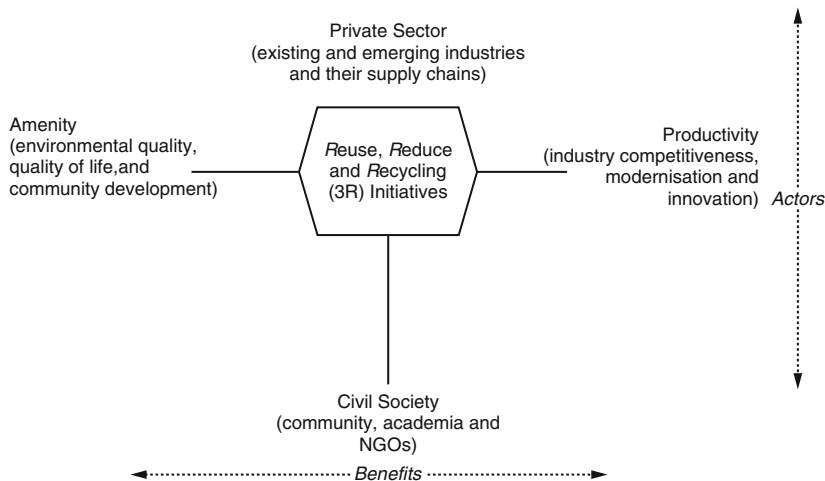 Private Sector
(existing and emerging industries
and their supply chains)
Amenity
(environmental quality,
quality of life,and
community development)
Reuse, Reduce
and Recycling
(3R) Initiatives
Productivity
(industry competitiveness,
modernisation and
innovation)
Actors
Civil Society
(community, academia and
NGOs)
Benefits